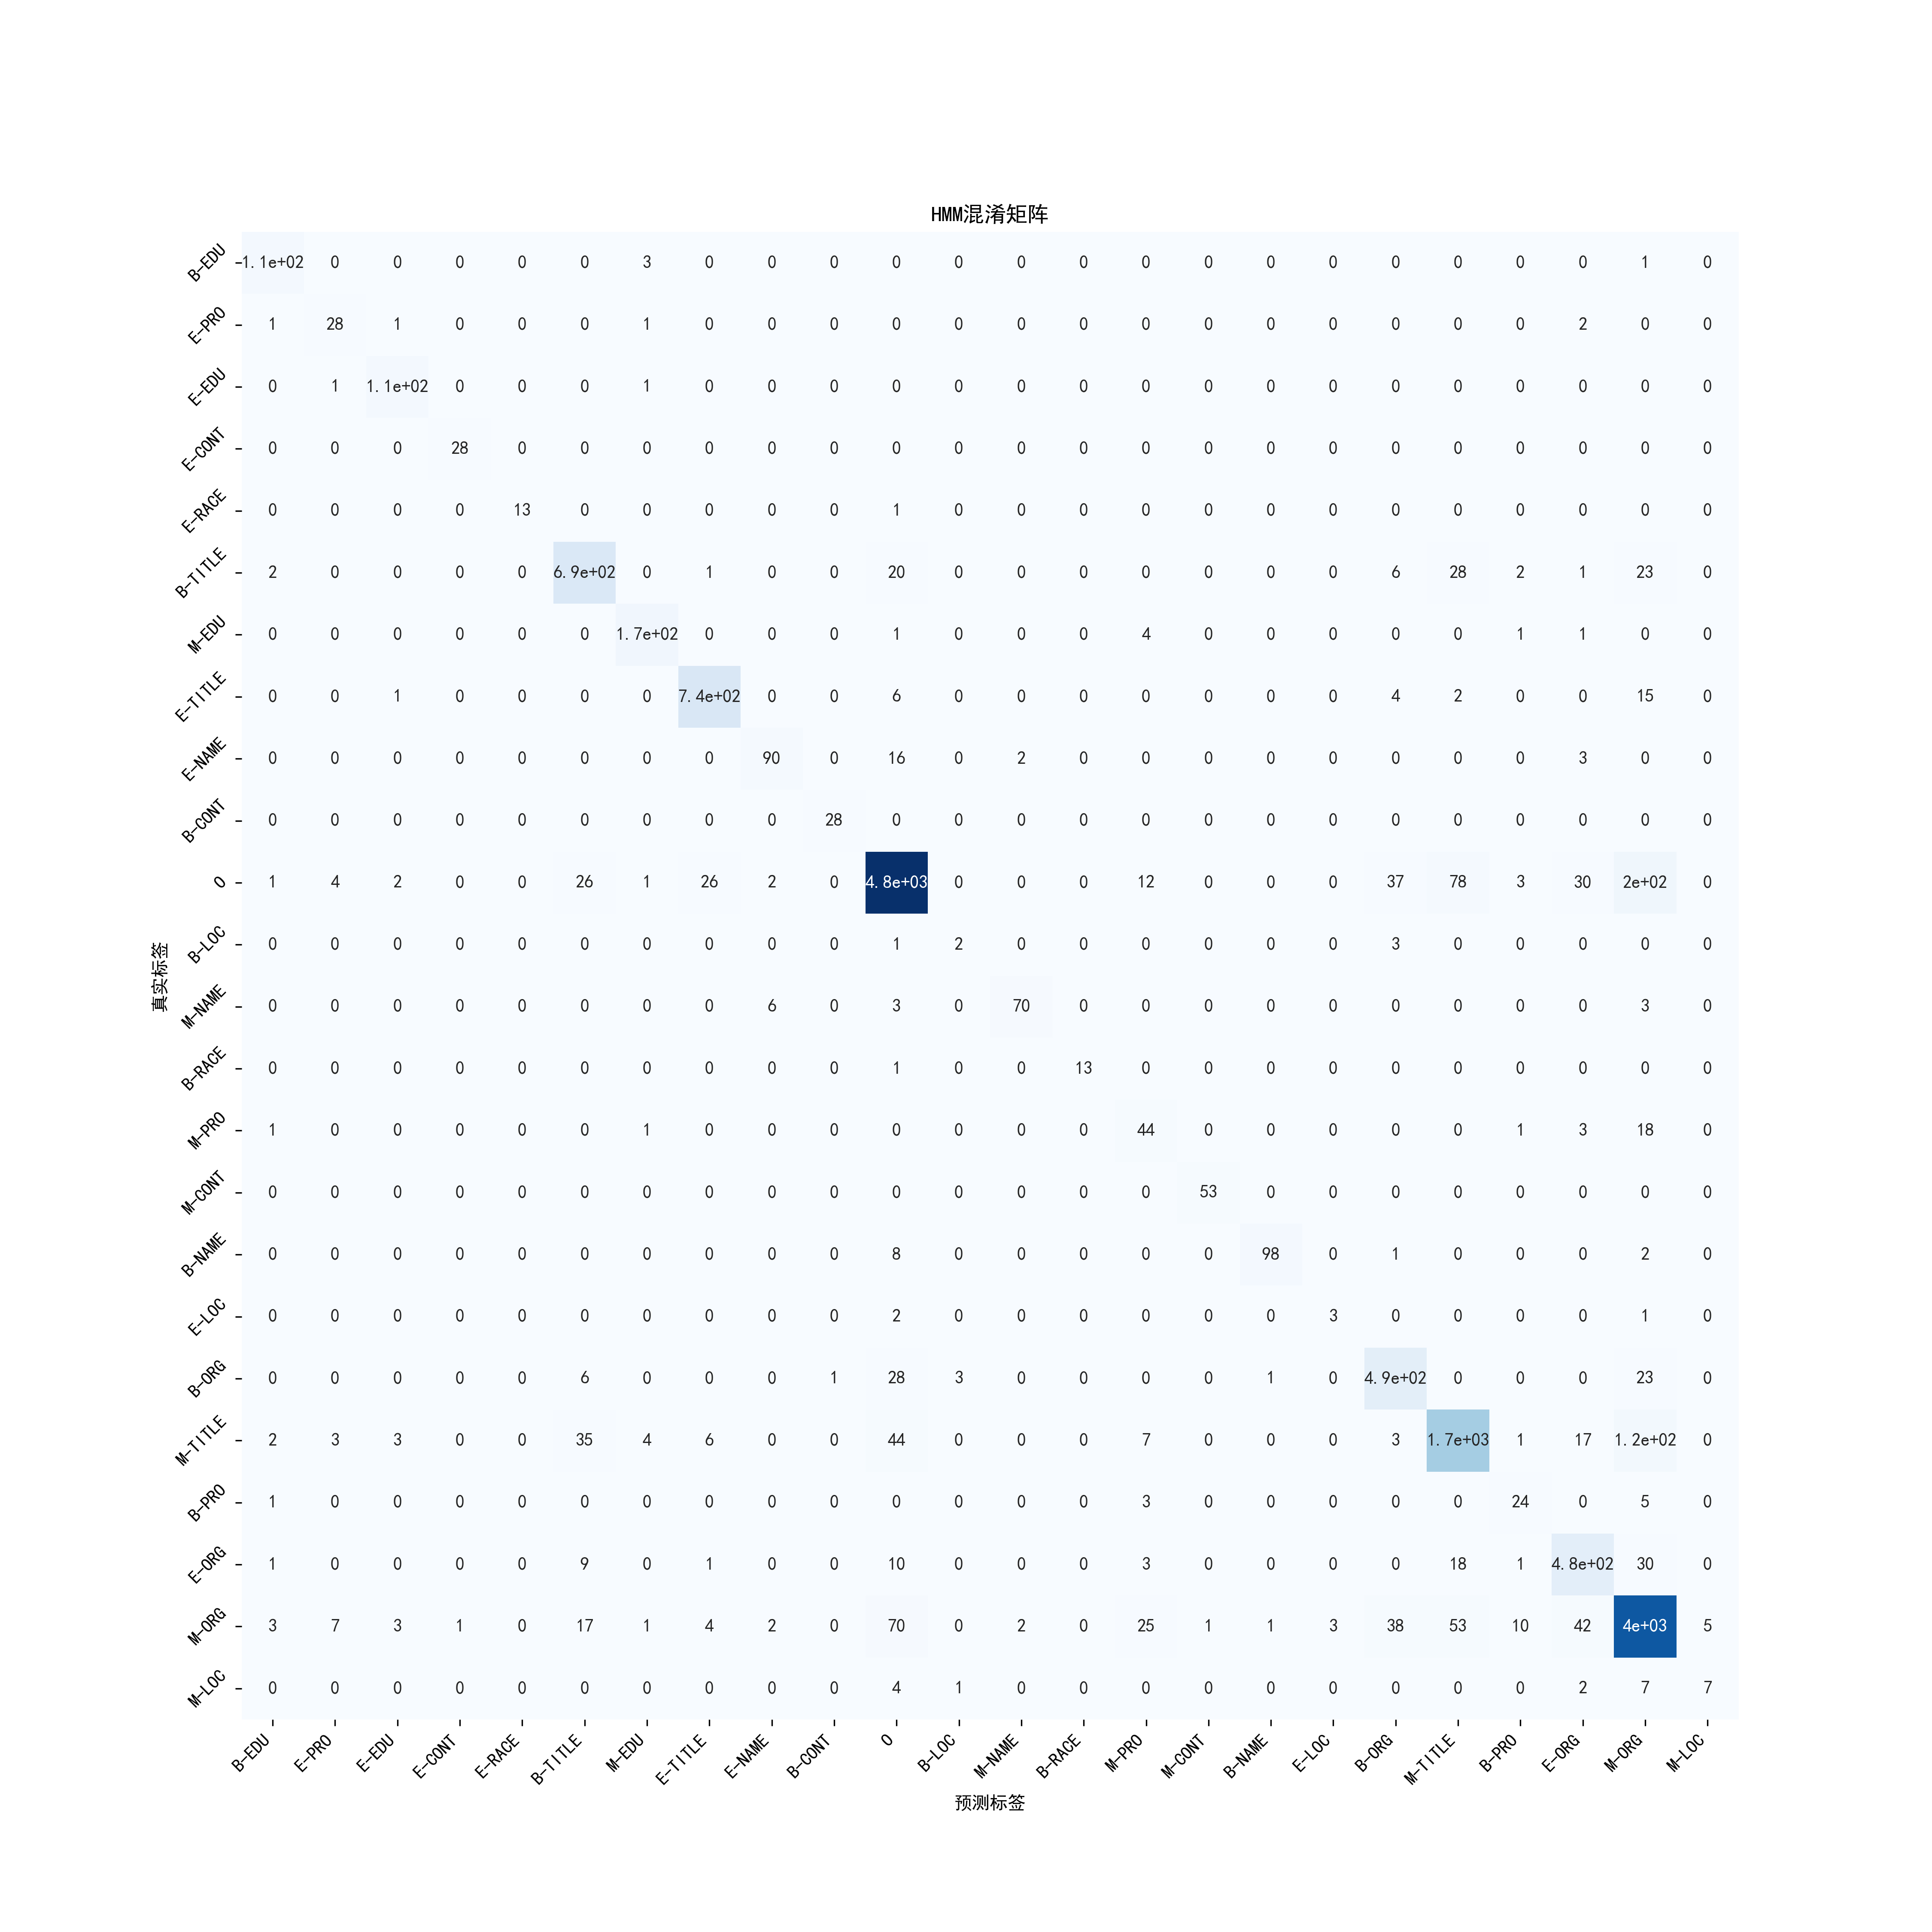 HMM混淆矩阵
B-EDU 1.1e+02 0 0 0 0 0 3 0 0 0 0 0 0 0 0 0 0 0 0 0 0 0 1 0
E-PRO 1 28 1 0 0 0 1 0 0 0 0 0 0 0 0 0 0 0 0 0 0 2 0 0
E-EDU 0 1 1.1e+02 0 0 0 1 0 0 0 0 0 0 0 0 0 0 0 0 0 0 0 0 0
E-CONT 0 0 0 28 0 0 0 0 0 0 0 0 0 0 0 0 0 0 0 0 0 0 0 0
E-RACE 0 0 0 0 13 0 0 0 0 0 1 0 0 0 0 0 0 0 0 0 0 0 0 0
B-TITLE 2 0 0 0 0 6.9e+02 0 1 0 0 20 0 0 0 0 0 0 0 6 28 2 1 23 0
M-EDU 0 0 0 0 0 0 1.7e+02 0 0 0 1 0 0 0 4 0 0 0 0 0 1 1 0 0
E-TITLE 0 0 1 0 0 0 0 7.4e+02 0 0 6 0 0 0 0 0 0 0 4 2 0 0 15 0
E-NAME 0 0 0 0 0 0 0 0 90 0 16 0 2 0 0 0 0 0 0 0 0 3 0 0
B-CONT 0 0 0 0 0 0 0 0 0 28 0 0 0 0 0 0 0 0 0 0 0 0 0 0
O 1 4 2 0 0 26 1 26 2 0 4.8e+03 0 0 0 12 0 0 0 37 78 3 30 2e+02 0
B-LOC 0 0 0 0 0 0 0 0 0 0 1 2 0 0 0 0 0 0 3 0 0 0 0 0
M-NAME 0 0 0 0 0 0 0 0 6 0 3 0 70 0 0 0 0 0 0 0 0 0 3 0
B-RACE 0 0 0 0 0 0 0 0 0 0 1 0 0 13 0 0 0 0 0 0 0 0 0 0
M-PRO 1 0 0 0 0 0 1 0 0 0 0 0 0 0 44 0 0 0 0 0 1 3 18 0
M-CONT 0 0 0 0 0 0 0 0 0 0 0 0 0 0 0 53 0 0 0 0 0 0 0 0
B-NAME 0 0 0 0 0 0 0 0 0 0 8 0 0 0 0 0 98 0 1 0 0 0 2 0
E-LOC 0 0 0 0 0 0 0 0 0 0 2 0 0 0 0 0 0 3 0 0 0 0 1 0
B-ORG 0 0 0 0 0 6 0 0 0 1 28 3 0 0 0 0 1 0 4.9e+02 0 0 0 23 0
M-TITLE 2 3 3 0 0 35 4 6 0 0 44 0 0 0 7 0 0 0 3 1.7e+03 1 17 1.2e+02 0
B-PRO 1 0 0 0 0 0 0 0 0 0 0 0 0 0 3 0 0 0 0 0 24 0 5 0
E-ORG 1 0 0 0 0 9 0 1 0 0 10 0 0 0 3 0 0 0 0 18 1 4.8e+02 30 0
M-ORG 3 7 3 1 0 17 1 4 2 0 70 0 2 0 25 1 1 3 38 53 10 42 4e+03 5
M-LOC 0 0 0 0 0 0 0 0 0 0 4 1 0 0 0 0 0 0 0 0 0 2 7 7
真实标签
B-EDU E-PRO E-EDU E-CONT E-RACE B-TITLE M-EDU E-TITLE E-NAME B-CONT O B-LOC M-NAME B-RACE M-PRO M-CONT B-NAME E-LOC B-ORG M-TITLE B-PRO E-ORG M-ORG M-LOC
预测标签